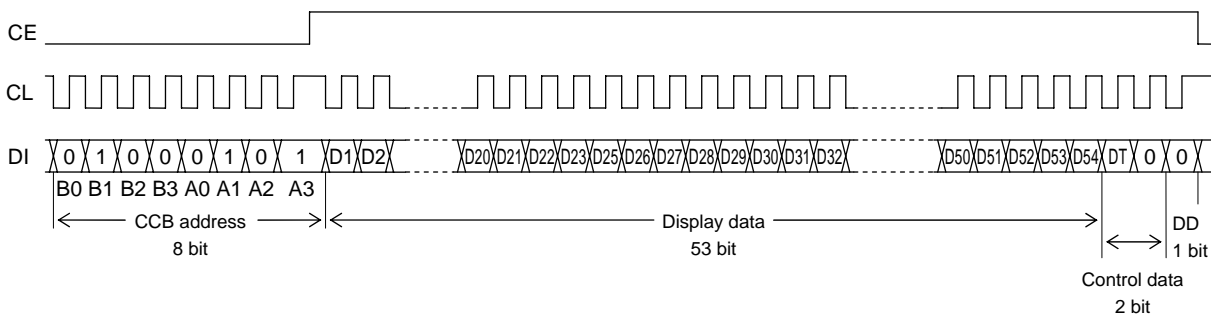 CE
CL
DI 0 1 0 0 0 1 0 1 D1 D2 D20 D21 D22 D23 D25 D26 D27 D28 D29 D30 D31 D32 D50 D51 D52 D53 D54 DT 0 0
B0 B1 B2 B3 A0 A1 A2 A3
CCB address
8 bit
Display data
53 bit
DD
1 bit
Control data
2 bit